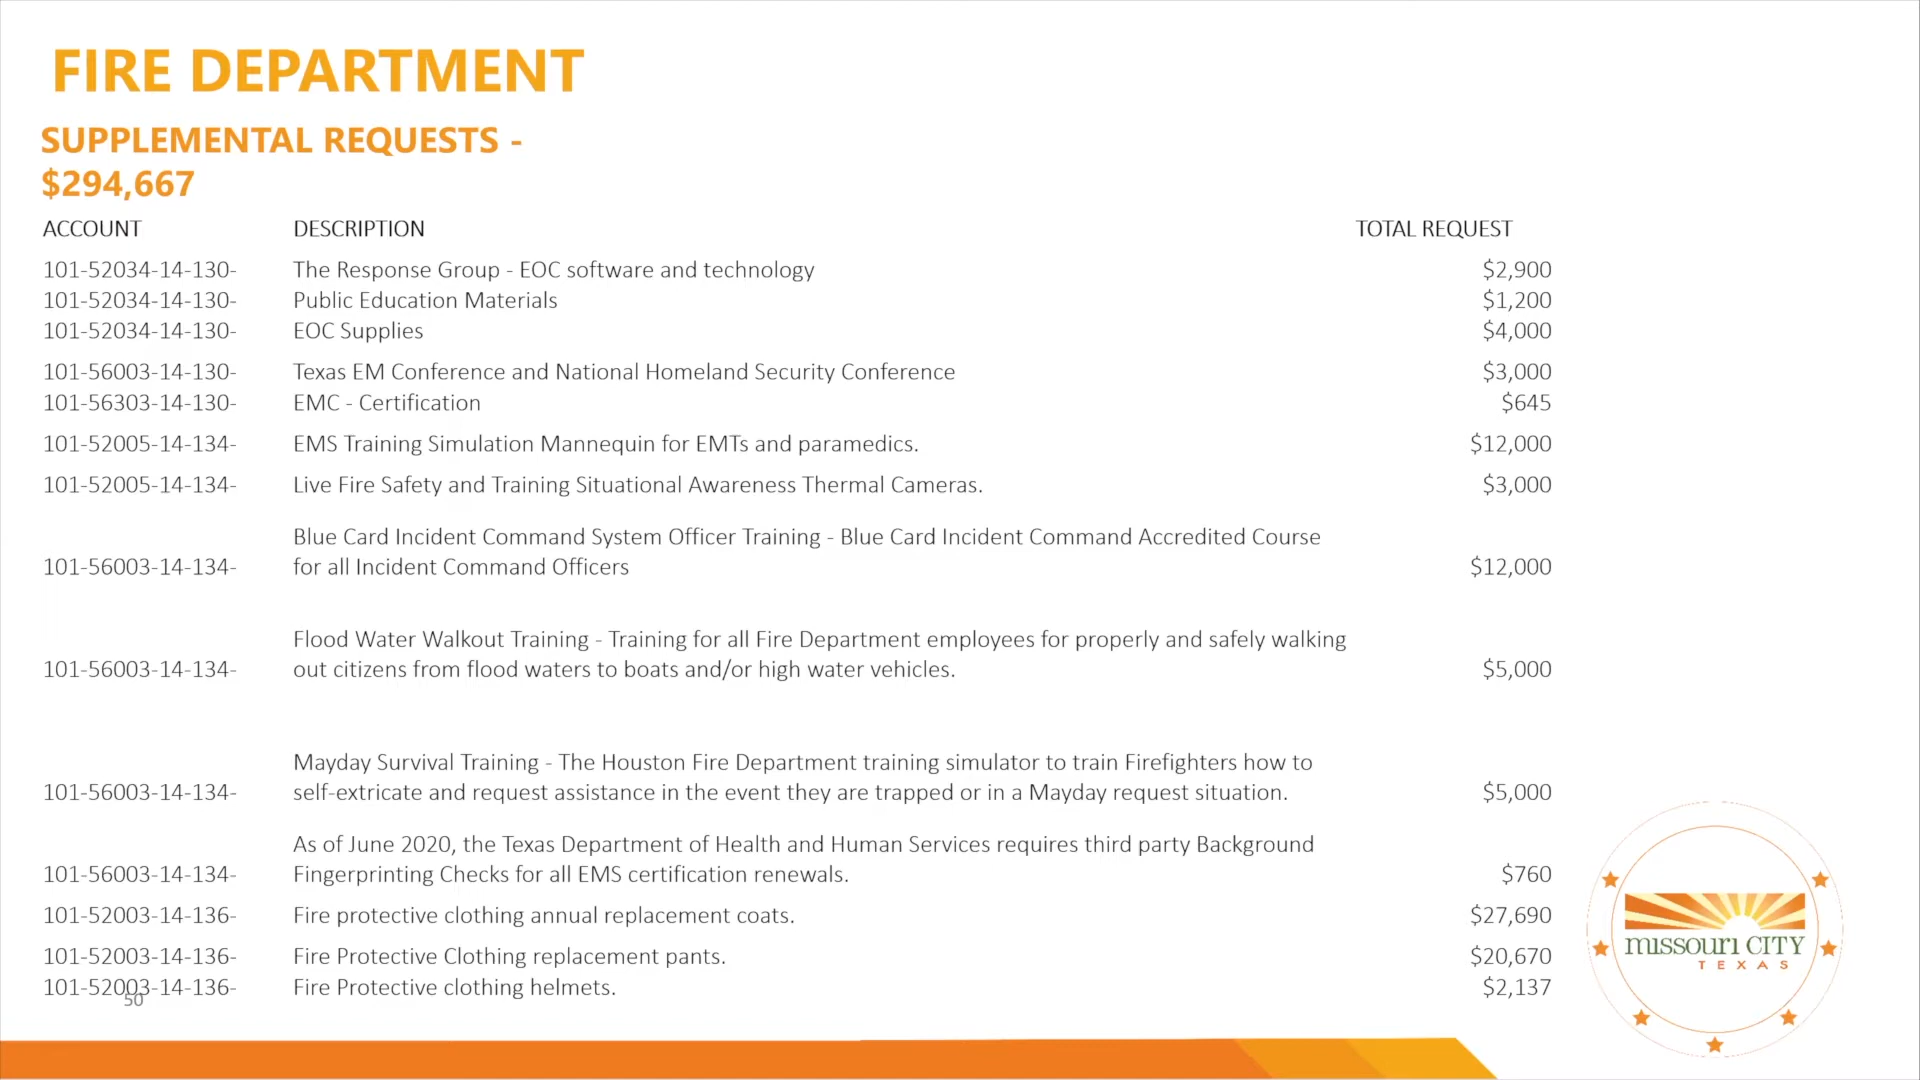 FIRE DEPARTMENT
SUPPLEMENTAL REQUESTS -
$294,667
ACCOUNT DESCRIPTION TOTAL REQUEST
101-52034-14-130- The Response Group - EOC software and technology $2,900
101-52034-14-130- Public Education Materials $1,200
101-52034-14-130- EOC Supplies $4,000
101-56003-14-130- Texas EM Conference and National Homeland Security Conference $3,000
101-56303-14-130- EMC - Certification $645
101-52005-14-134- EMS Training Simulation Mannequin for EMTs and paramedics. $12,000
101-52005-14-134- Live Fire Safety and Training Situational Awareness Thermal Cameras. $3,000
Blue Card Incident Command System Officer Training - Blue Card Incident Command Accredited Course
101-56003-14-134- for all Incident Command Officers $12,000
Flood Water Walkout Training - Training for all Fire Department employees for properly and safely walking
101-56003-14-134- out citizens from flood waters to boats and/or high water vehicles. $5,000
Mayday Survival Training - The Houston Fire Department training simulator to train Firefighters how to
101-56003-14-134- self-extricate and request assistance in the event they are trapped or in a Mayday request situation. $5,000
As of June 2020, the Texas Department of Health and Human Services requires third party Background
101-56003-14-134- Fingerprinting Checks for all EMS certification renewals. $760
101-52003-14-136- Fire protective clothing annual replacement coats. $27,690
101-52003-14-136- Fire Protective Clothing replacement pants. $20,670
101-52003-14-136- Fire Protective clothing helmets. $2,137
50
missouri CITY
TEXAS